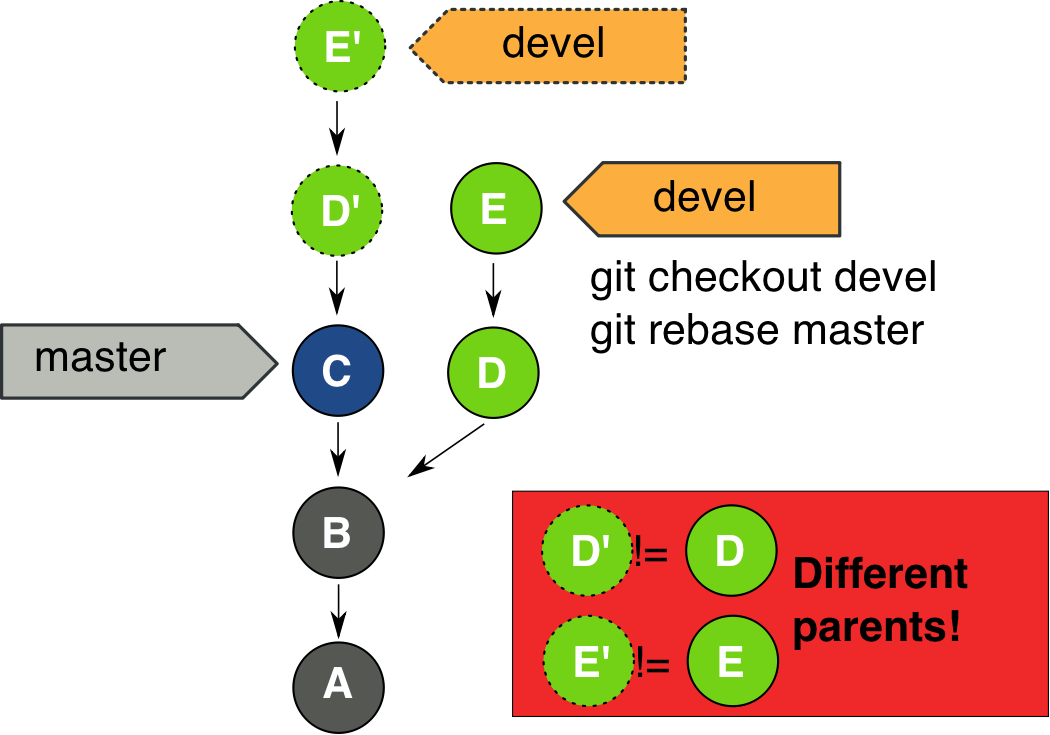 E'
devel
D'
E
devel
git checkout devel
git rebase master
master
C
D
B
D' != D
Different
parents!
E' != E
A